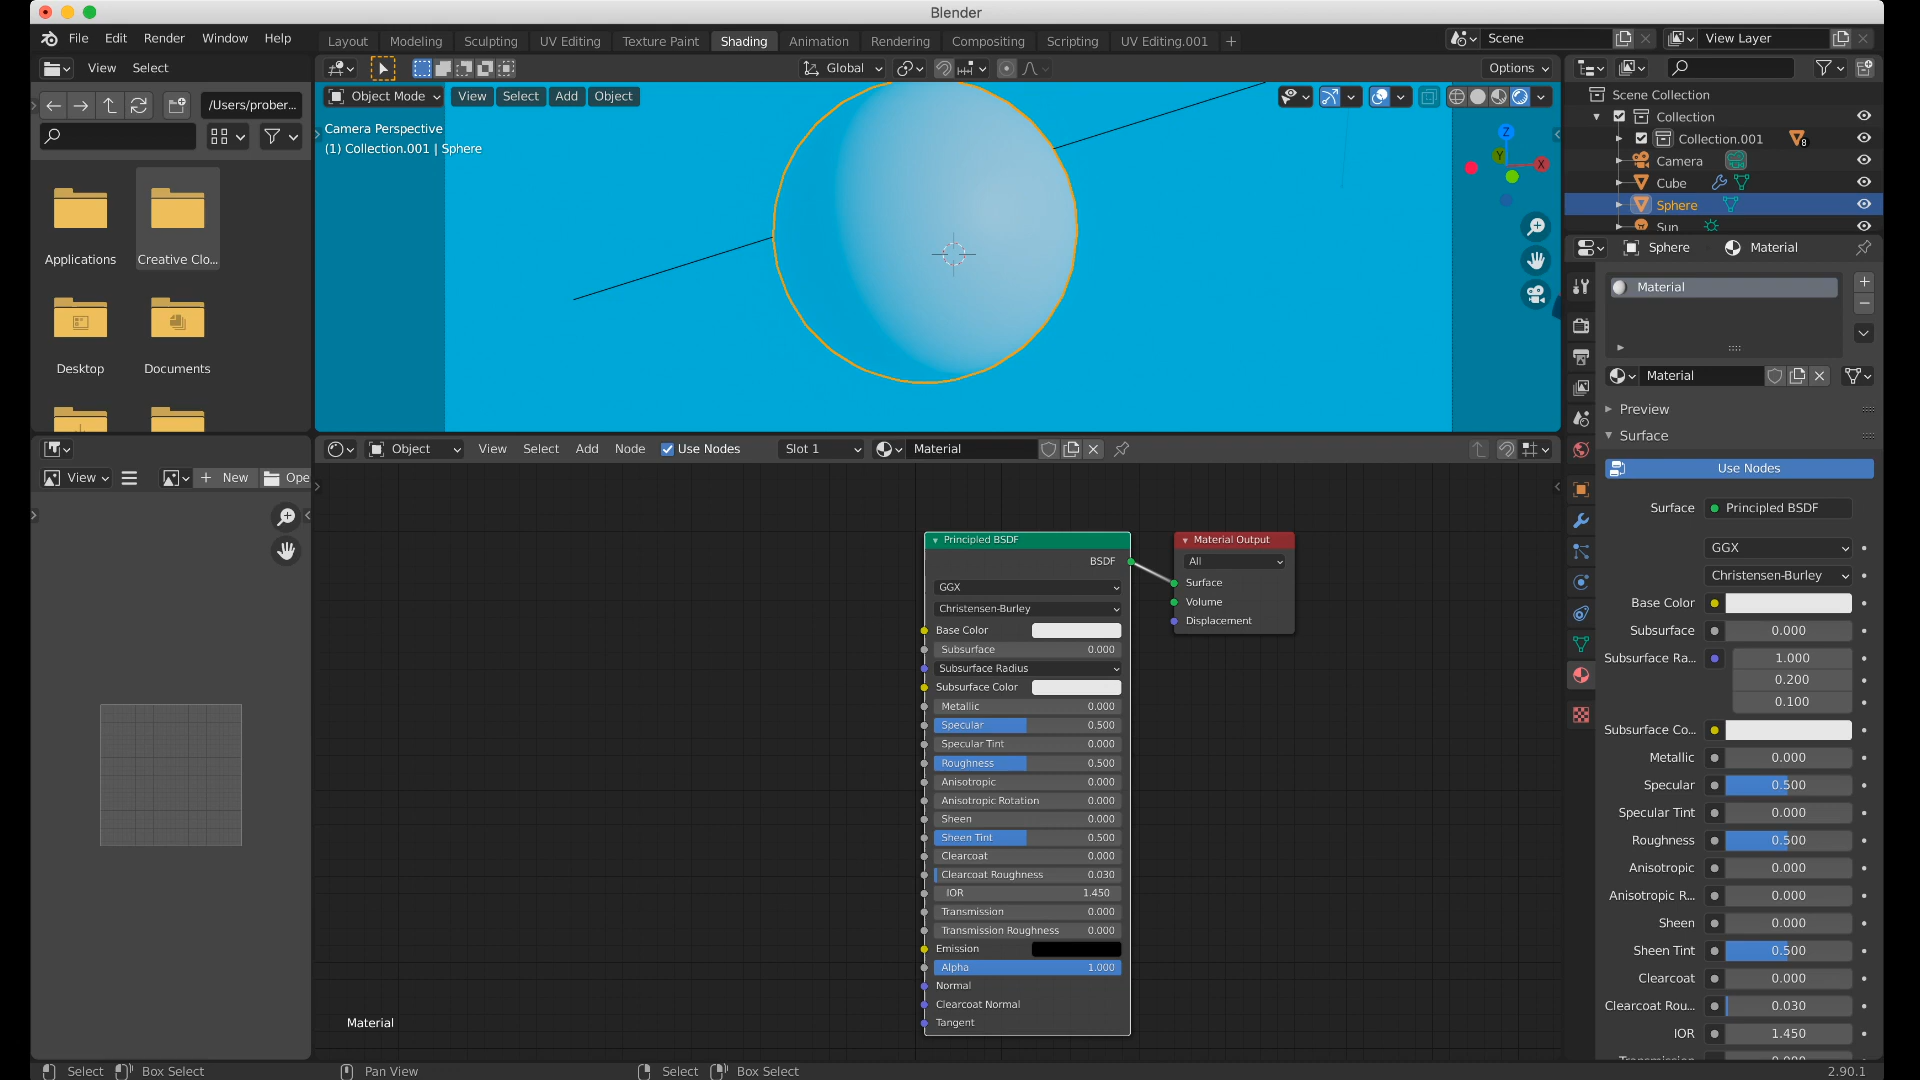 Blender
File Edit Render Window Help
Layout Modeling Sculpting UV Editing Texture Paint Shading Animation Rendering Compositing Scripting UV Editing.001 +
Scene
View Layer
View Select
Global
Options
/Users/prober...
Applications
Creative Clo...
Desktop
Documents
Object Mode View Select Add Object
Camera Perspective
(1) Collection.001 | Sphere
Z
Y
X
Scene Collection
Collection
Collection.001
8
Camera
Cube
Sphere
Sun
Sphere
Material
Material
Material
Preview
Surface
Use Nodes
Surface Principled BSDF
GGX
Christensen-Burley
Base Color
Subsurface 0.000
Subsurface Ra... 1.000
0.200
0.100
Subsurface Co...
Metallic 0.000
Specular 0.500
Specular Tint 0.000
Roughness 0.500
Anisotropic 0.000
Anisotropic R... 0.000
Sheen 0.000
Sheen Tint 0.500
Clearcoat 0.000
Clearcoat Rou... 0.030
IOR 1.450
View
+ New
Ope
Object View Select Add Node Use Nodes Slot 1 Material
Principled BSDF
BSDF
GGX
Christensen-Burley
Base Color
Subsurface 0.000
Subsurface Radius
Subsurface Color
Metallic 0.000
Specular 0.500
Specular Tint 0.000
Roughness 0.500
Anisotropic 0.000
Anisotropic Rotation 0.000
Sheen 0.000
Sheen Tint 0.500
Clearcoat 0.000
Clearcoat Roughness 0.030
IOR 1.450
Transmission 0.000
Transmission Roughness 0.000
Emission
Alpha 1.000
Normal
Clearcoat Normal
Tangent
Material Output
All
Surface
Volume
Displacement
Material
Select Box Select Pan View Select Box Select 2.90.1